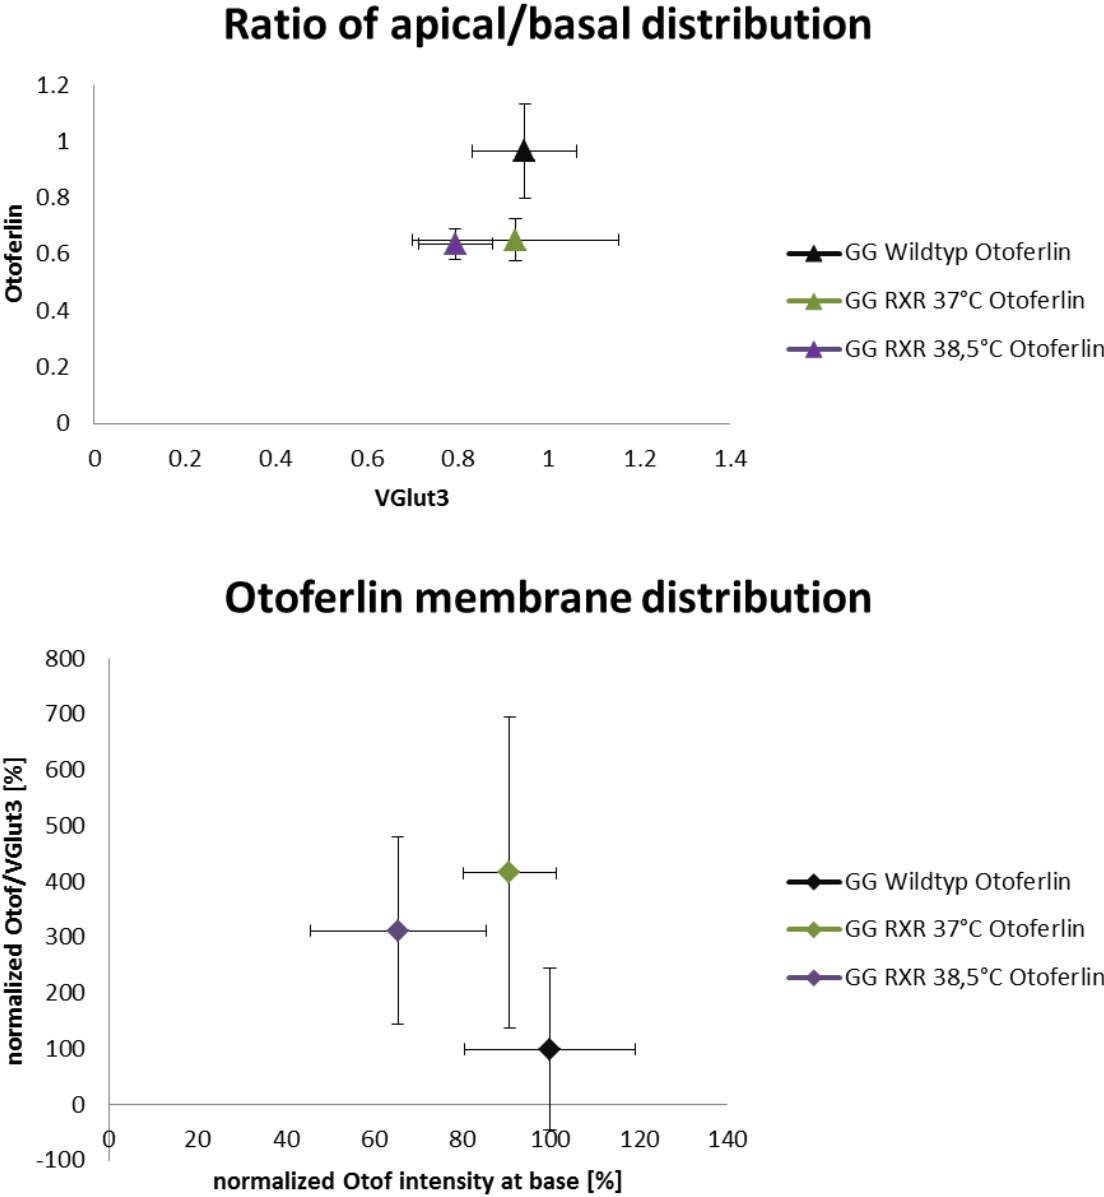 Ratio of apical/basal distribution
1.2
1
0.8
0.6
0.4
0.2
0
Otoferlin
0 0.2 0.4 0.6 0.8 1 1.2 1.4
VGlut3
GG Wildtyp Otoferlin
GG RXR 37°C Otoferlin
GG RXR 38,5°C Otoferlin
Otoferlin membrane distribution
800
700
600
500
400
300
200
100
0
-100
normalized Otof/VGlut3 [%]
0 20 40 60 80 100 120 140
normalized Otof intensity at base [%]
GG Wildtyp Otoferlin
GG RXR 37°C Otoferlin
GG RXR 38,5°C Otoferlin